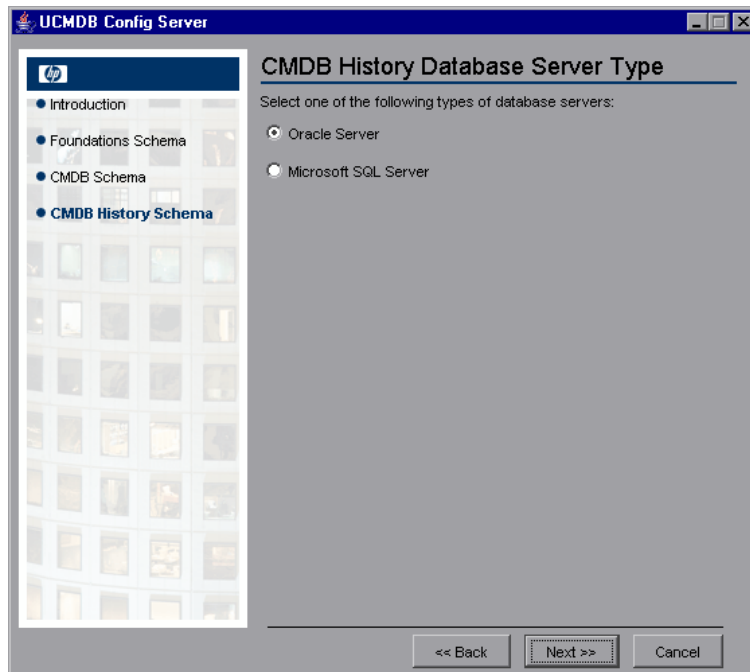 UCMDB Config Server
hp
Introduction
Foundations Schema
CMDB Schema
CMDB History Schema
CMDB History Database Server Type
Select one of the following types of database servers:
Oracle Server
Microsoft SQL Server
<< Back
Next >>
Cancel